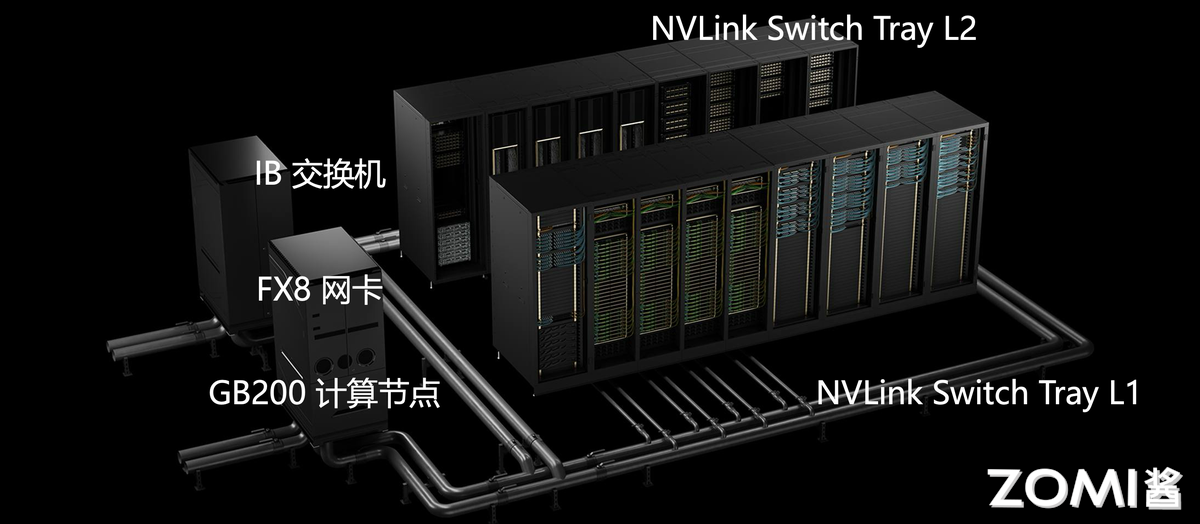 NVLink Switch Tray L2
IB 交换机
FX8 网卡
GB200 计算节点
NVLink Switch Tray L1
ZOMI酱